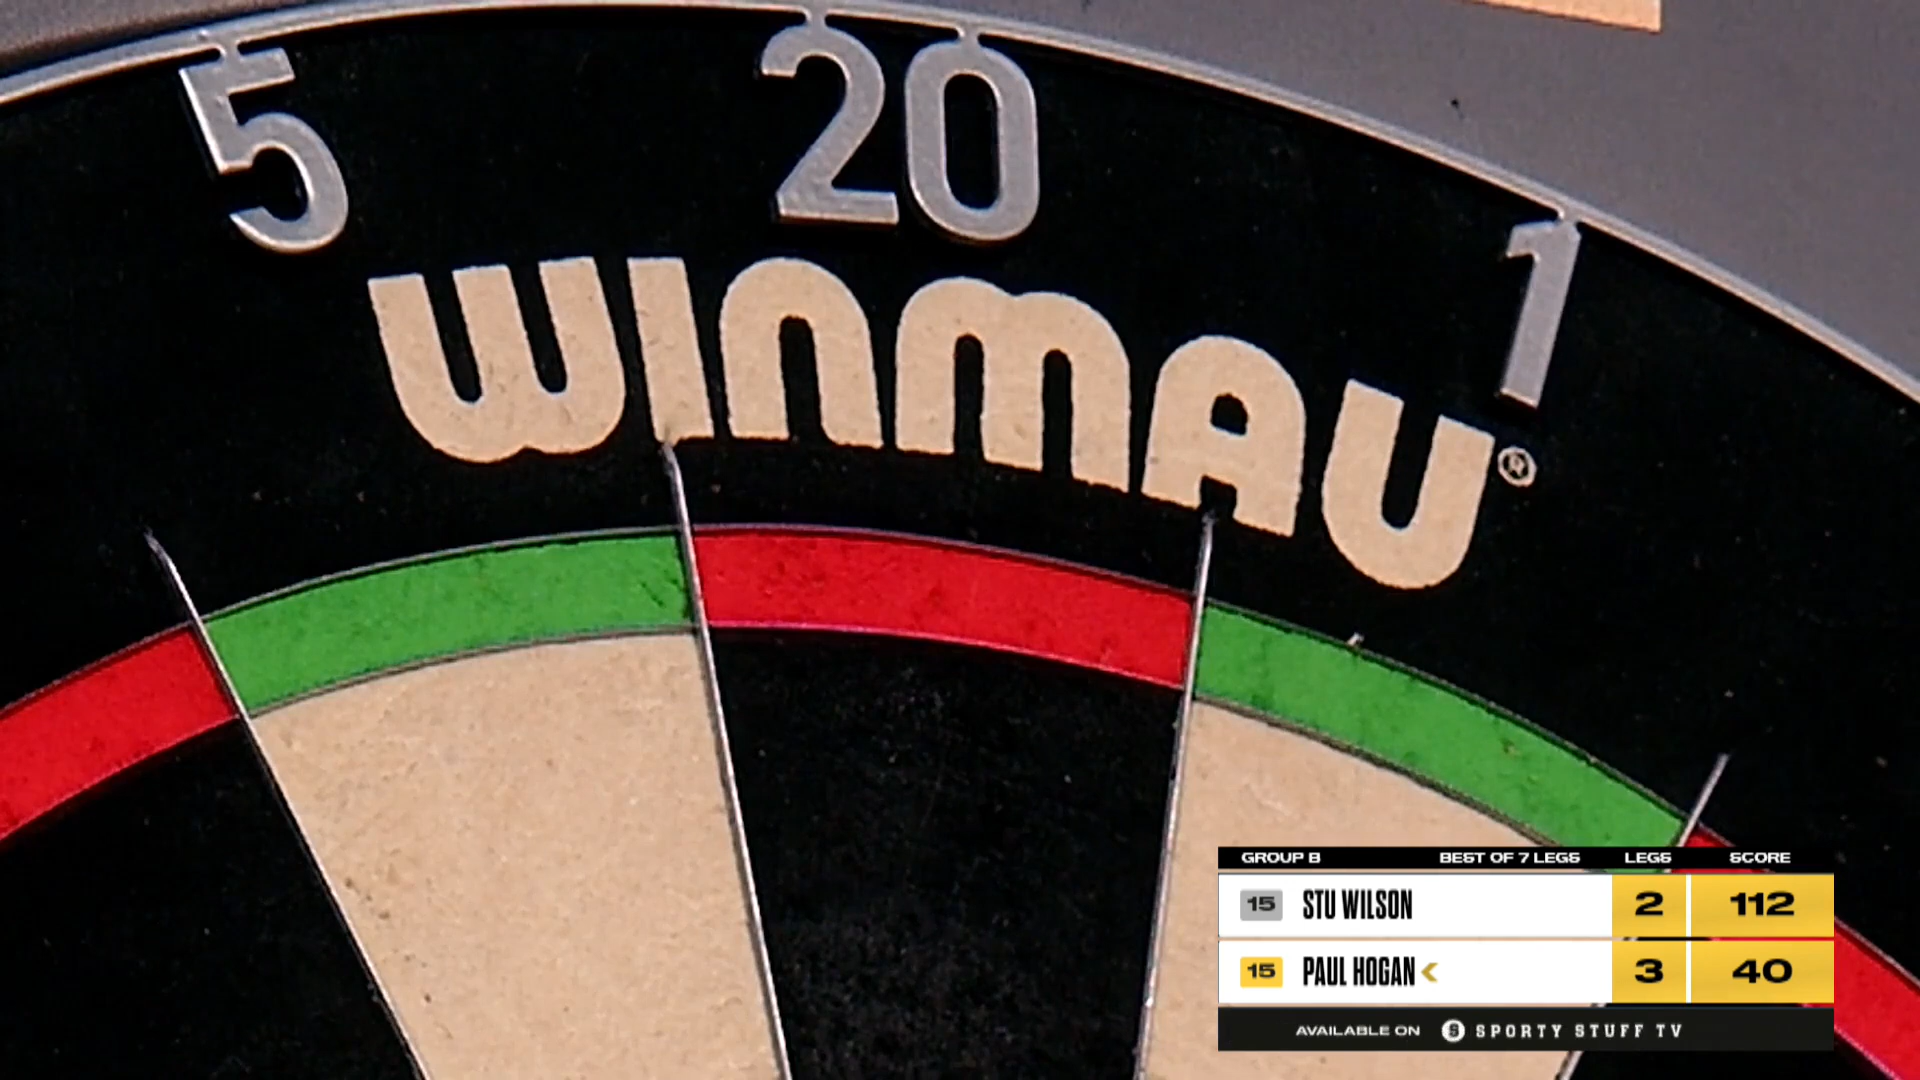 5 20 1
WINMAU®
GROUP B BEST OF 7 LEGS LEGS SCORE
15 STU WILSON 2 112
15 PAUL HOGAN 3 40
AVAILABLE ON S SPORTY STUFF TV